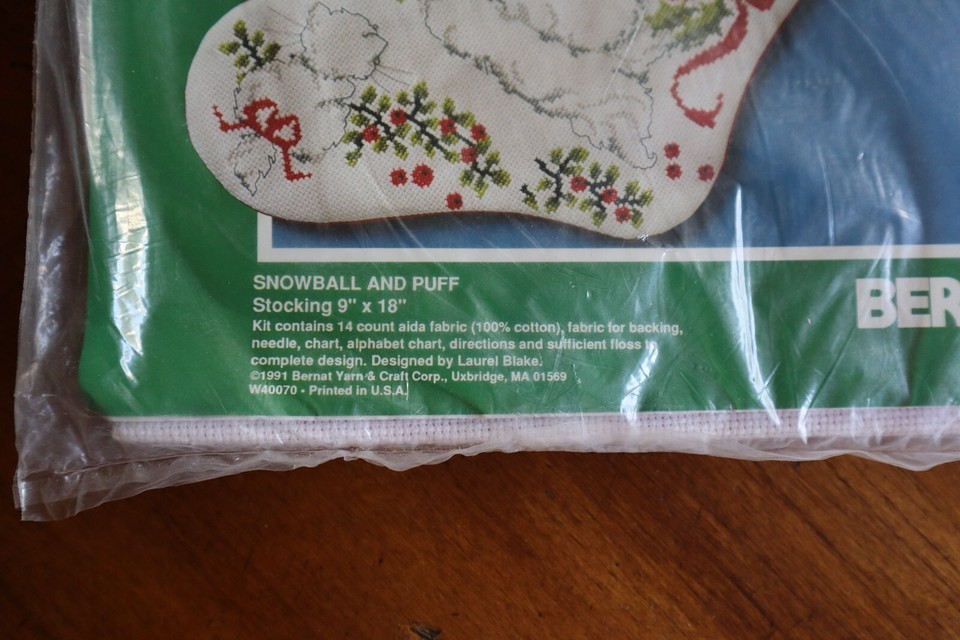 SNOWBALL AND PUFF
Stocking 9" x 18"
Kit contains 14 count aida fabric (100% cotton), fabric for backing,
needle, chart, alphabet chart, directions and sufficient floss to
complete design. Designed by Laurel Blake.
©1991 Bernat Yarn & Craft Corp., Uxbridge, MA 01569
W40070 - Printed in U.S.A.
BER